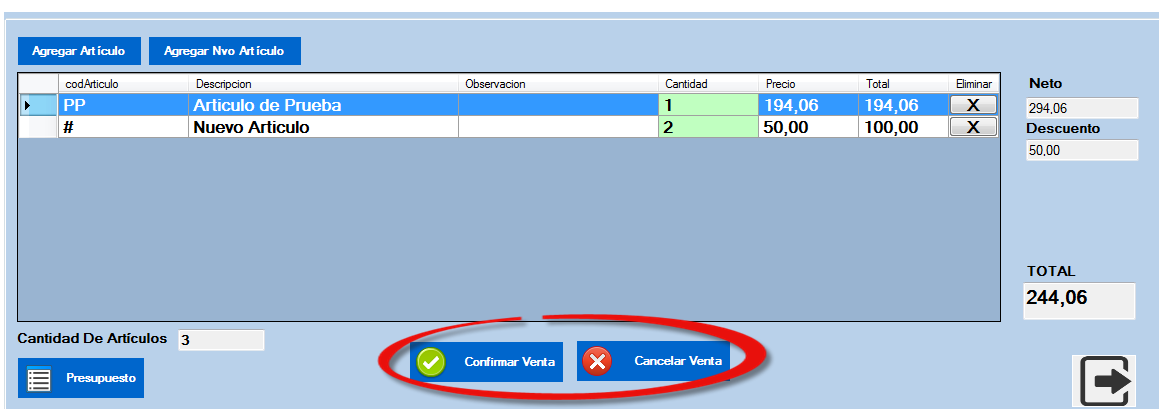 Agregar Artículo Agregar Nvo Artículo
codArticulo Descripcion Observacion Cantidad Precio Total Eliminar
PP Articulo de Prueba 1 194,06 194,06 X
# Nuevo Articulo 2 50,00 100,00 X
Neto
294,06
Descuento
50,00
TOTAL
244,06
Cantidad De Artículos 3
Confirmar Venta Cancelar Venta
Presupuesto